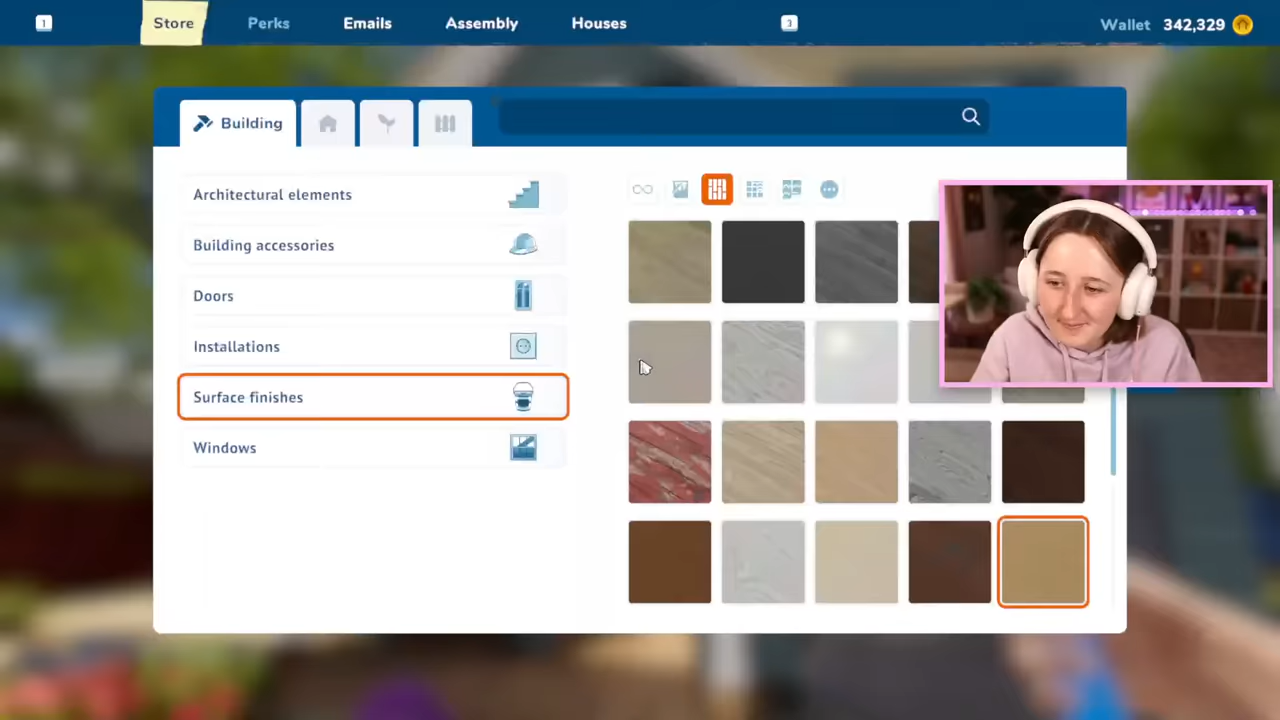 1
Store
Perks
Emails
Assembly
Houses
3
Wallet 342,329
Building
Architectural elements
Building accessories
Doors
Installations
Surface finishes
Windows